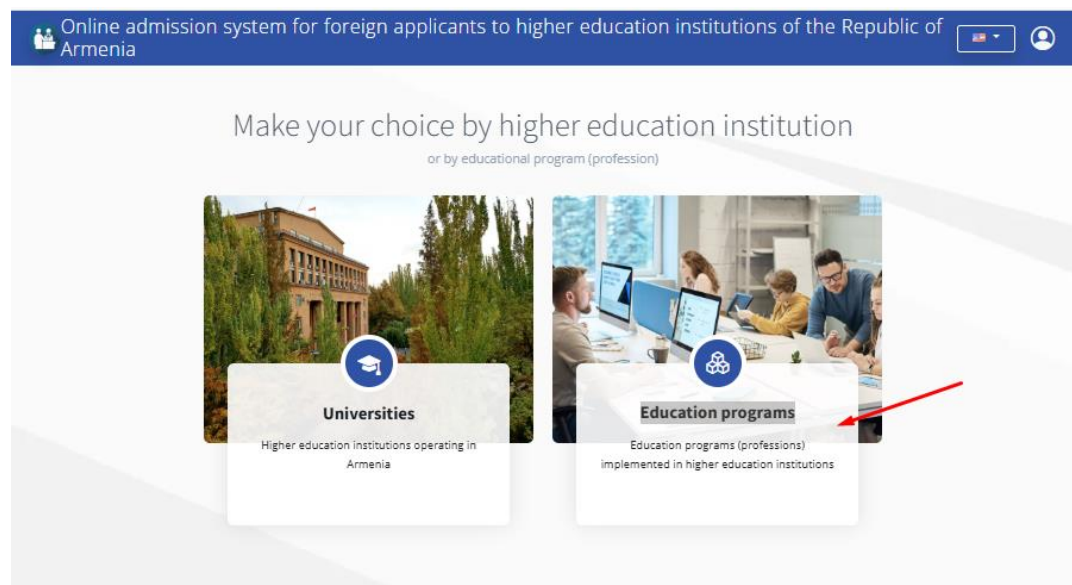 Online admission system for foreign applicants to higher education institutions of the Republic of
Armenia
Make your choice by higher education institution
or by educational program (profession)
Universities
Higher education institutions operating in
Armenia
Education programs
Education programs (professions)
implemented in higher education institutions